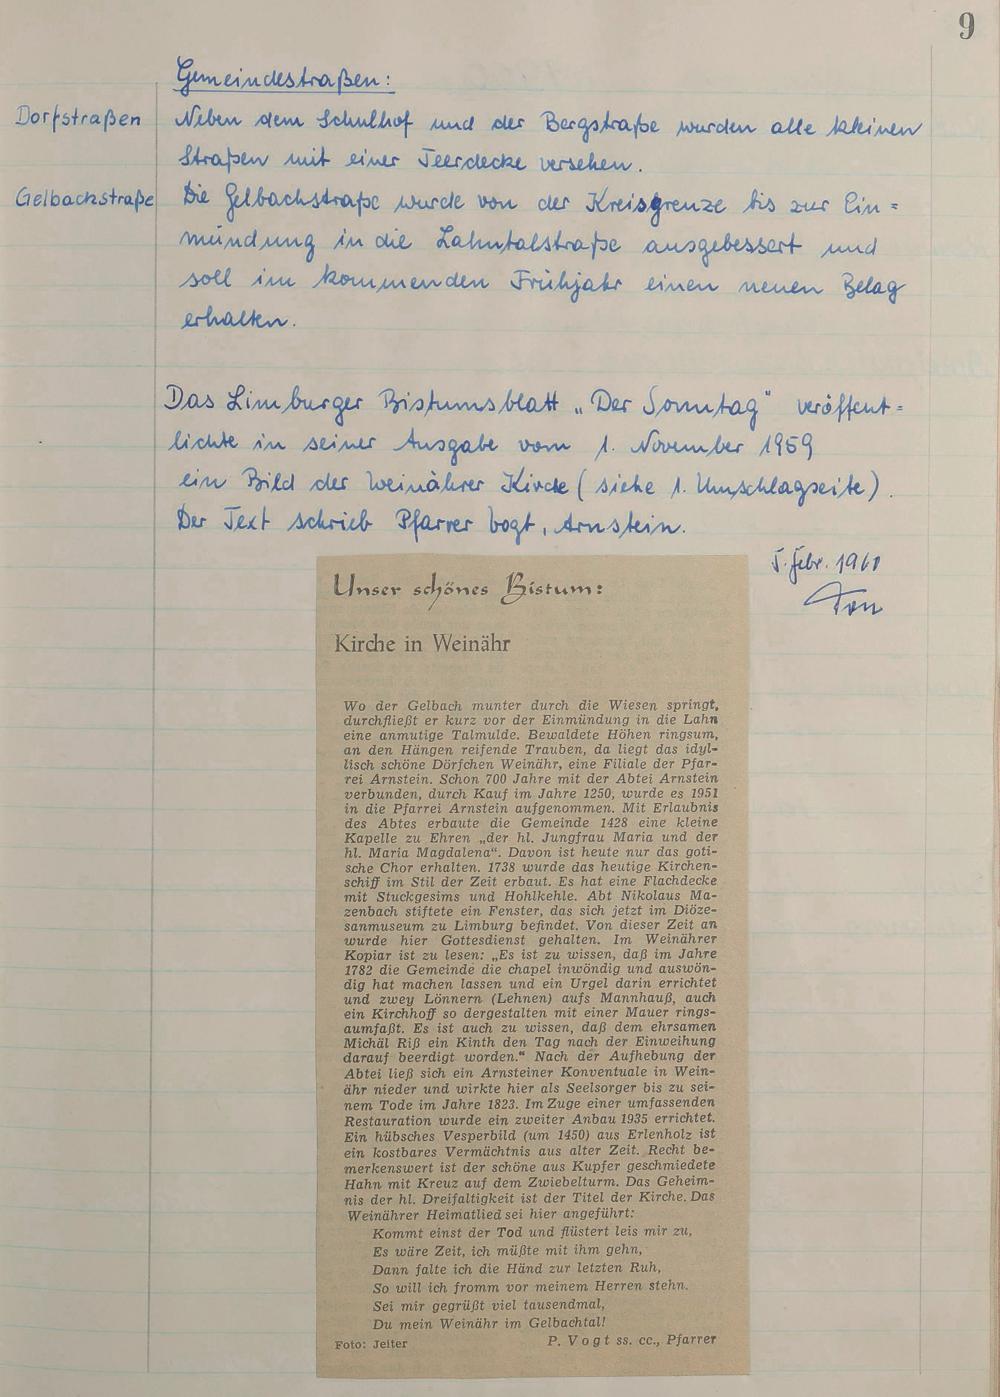 9
Gemeindestraßen:
Dorfstraßen
Neben dem Schulhof und der Bergstraße wurden alle kleinen
Straßen mit einer Teerdecke versehen.
Gelbachstraße
Die Gelbachstraße wurde von der Kreisgrenze bis zur Ein=
mündung in die Lahntalstraße ausgebessert und
soll im kommenden Frühjahr einen neuen Belag
erhalten.
Das Limburger Bistumsblatt „Der Sonntag" veröffent=
lichte in seiner Ausgabe vom 1. November 1959
ein Bild der Weinährer Kirche (siehe 1. Umschlagseite).
Der Text schrieb Pfarrer Vogt, Arnstein.
5. Febr. 1960
Unser schönes Bistum:
Kirche in Weinähr
Wo der Gelbach munter durch die Wiesen springt,
durchfließt er kurz vor der Einmündung in die Lahn
eine anmutige Talmulde. Bewaldete Höhen ringsum,
an den Hängen reifende Trauben, da liegt das idyl-
lisch schöne Dörfchen Weinähr, eine Filiale der Pfar-
rei Arnstein. Schon 700 Jahre mit der Abtei Arnstein
verbunden, durch Kauf im Jahre 1250, wurde es 1951
in die Pfarrei Arnstein aufgenommen. Mit Erlaubnis
des Abtes erbaute die Gemeinde 1428 eine kleine
Kapelle zu Ehren „der hl. Jungfrau Maria und der
hl. Maria Magdalena“. Davon ist heute nur das goti-
sche Chor erhalten. 1738 wurde das heutige Kirchen-
schiff im Stil der Zeit erbaut. Es hat eine Flachdecke
mit Stuckgesims und Hohlkehle. Abt Nikolaus Ma-
zenbach stiftete ein Fenster, das sich jetzt im Diöze-
sanmuseum zu Limburg befindet. Von dieser Zeit an
wurde hier Gottesdienst gehalten. Im Weinährer
Kopiar ist zu lesen: „Es ist zu wissen, daß im Jahre
1782 die Gemeinde die chapel inwöndig und auswön-
dig hat machen lassen und ein Urgel darin errichtet
und zwey Lönnern (Lehnen) aufs Mannhauß, auch
ein Kirchhoff so dergestalten mit einer Mauer rings-
aumfaßt. Es ist auch zu wissen, daß dem ehrsamen
Michäl Riß ein Kinth den Tag nach der Einweihung
darauf beerdigt worden.“ Nach der Aufhebung der
Abtei ließ sich ein Arnsteiner Konventuale in Wein-
ähr nieder und wirkte hier als Seelsorger bis zu sei-
nem Tode im Jahre 1823. Im Zuge einer umfassenden
Restauration wurde ein zweiter Anbau 1935 errichtet.
Ein hübsches Vesperbild (um 1450) aus Erlenholz ist
ein kostbares Vermächtnis aus alter Zeit. Recht be-
merkenswert ist der schöne aus Kupfer geschmiedete
Hahn mit Kreuz auf dem Zwiebelturm. Das Geheim-
nis der hl. Dreifaltigkeit ist der Titel der Kirche. Das
Weinährer Heimatlied sei hier angeführt:
Kommt einst der Tod und flüstert leis mir zu,
Es wäre Zeit, ich müßte mit ihm gehn,
Dann falte ich die Händ zur letzten Ruh,
So will ich fromm vor meinem Herren stehn.
Sei mir gegrüßt viel tausendmal,
Du mein Weinähr im Gelbachtal!
Foto: Jeiter P. Vogt ss. cc., Pfarrer